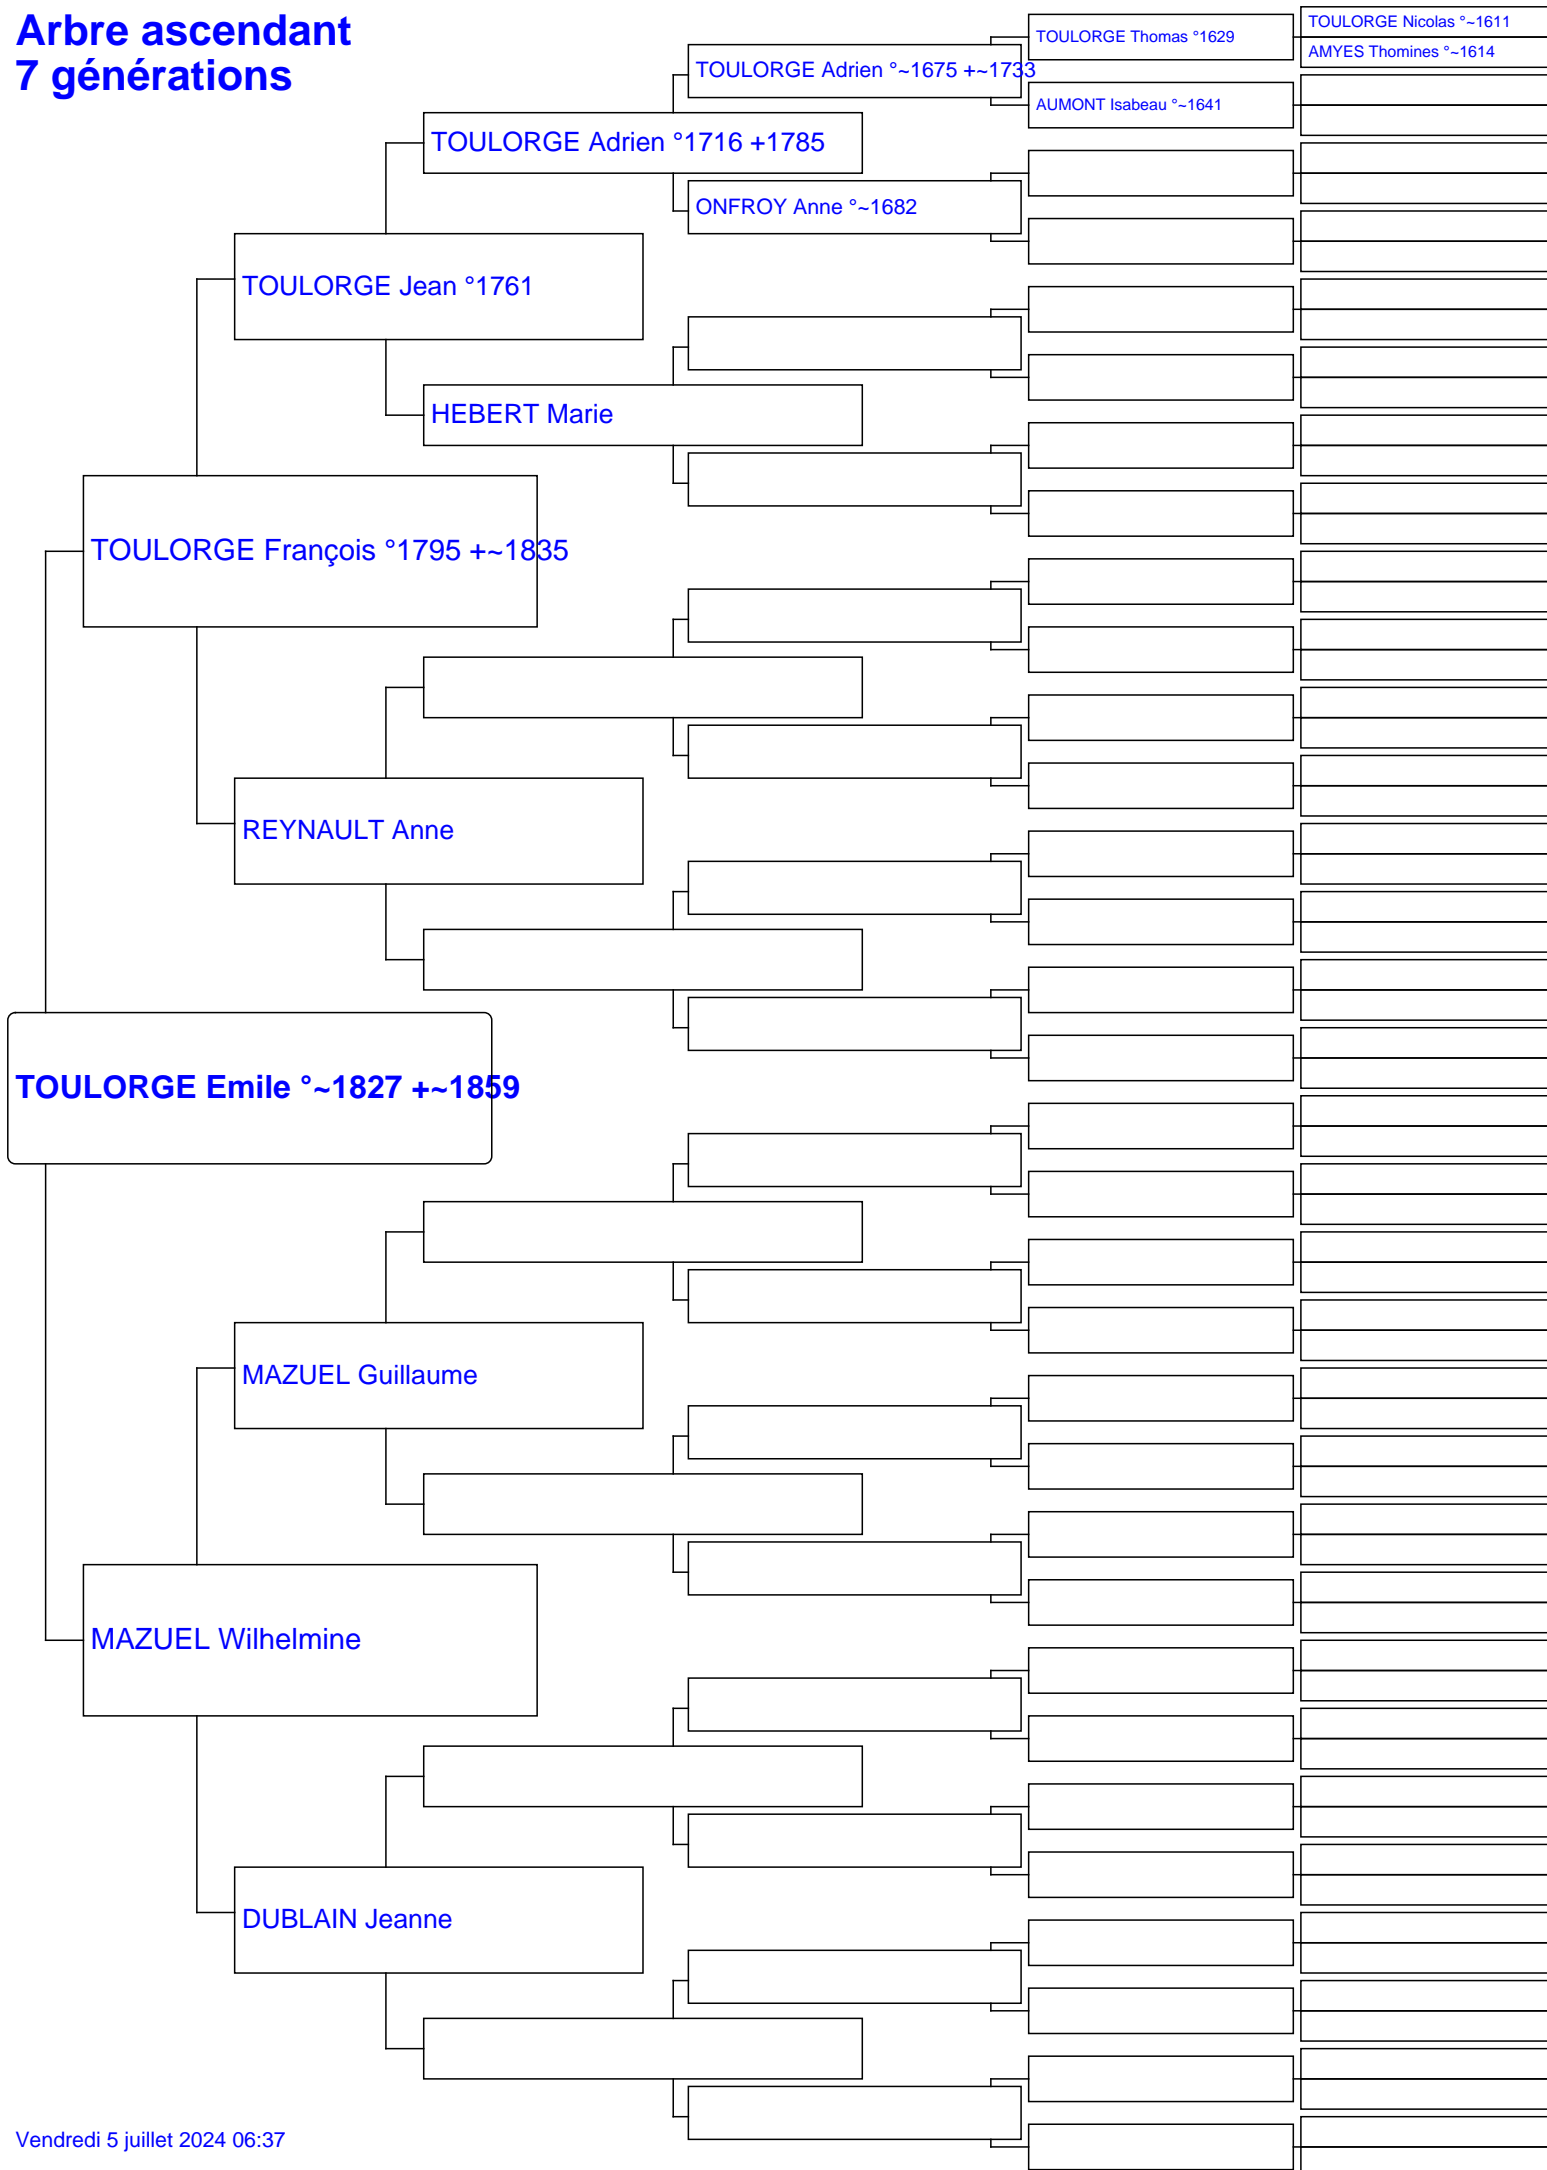 Arbre ascendant
7 générations
TOULORGE Nicolas °~1611
TOULORGE Thomas °1629
AMYES Thomines °~1614
TOULORGE Adrien °~1675 +~1733
AUMONT Isabeau °~1641
TOULORGE Adrien °1716 +1785
ONFROY Anne °~1682
TOULORGE Jean °1761
HEBERT Marie
TOULORGE François °1795 +~1835
REYNAULT Anne
TOULORGE Emile °~1827 +~1859
MAZUEL Guillaume
MAZUEL Wilhelmine
DUBLAIN Jeanne
Vendredi 5 juillet 2024 06:37